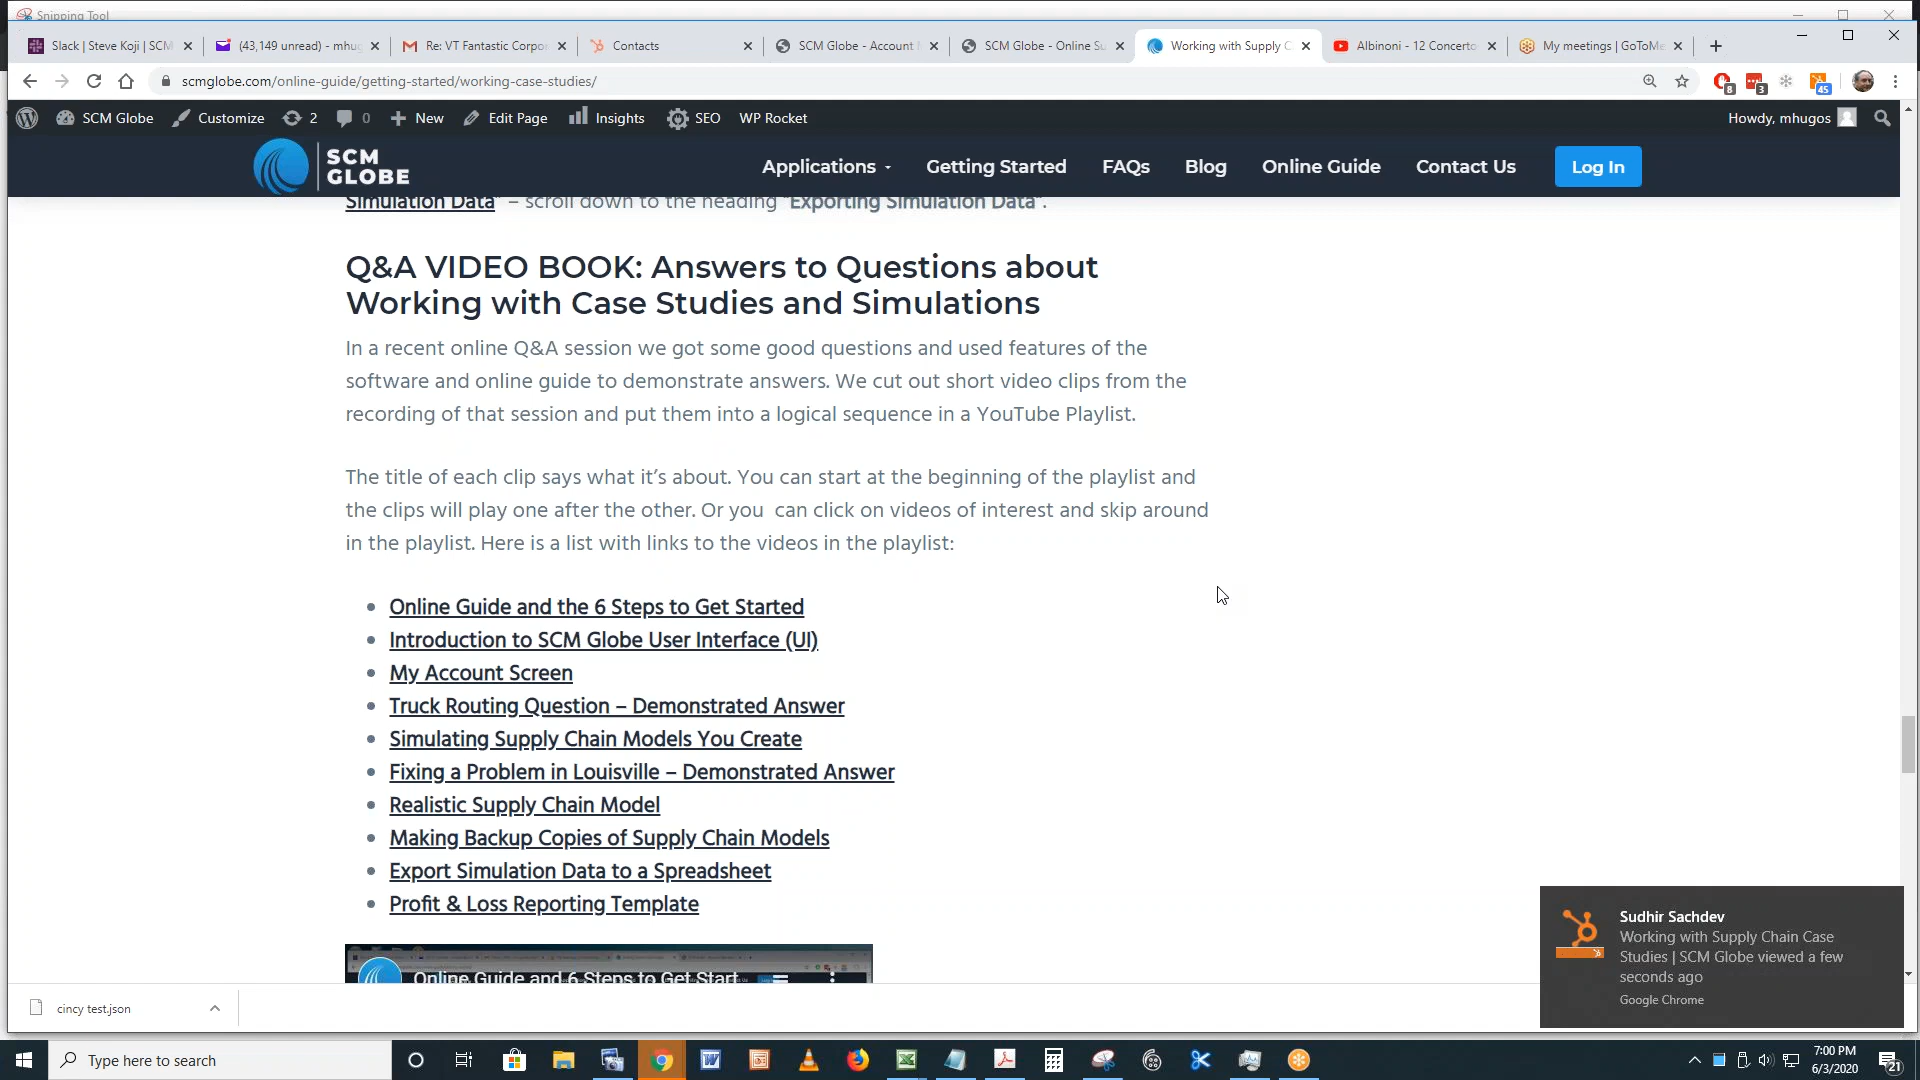 Snipping Tool
Slack | Steve Koji | SCM
(43,149 unread) - mhug
Re: VT Fantastic Corpo
Contacts
SCM Globe - Account
SCM Globe - Online Su
Working with Supply C
Albinoni - 12 Concerto
My meetings | GoToMe
scmglobe.com/online-guide/getting-started/working-case-studies/
8
3
45
SCM Globe
Customize
2
0
New
Edit Page
Insights
SEO
WP Rocket
Howdy, mhugos
SCM GLOBE
Applications
Getting Started
FAQs
Blog
Online Guide
Contact Us
Log In
Simulation Data" – scroll down to the heading "Exporting Simulation Data".
Q&A VIDEO BOOK: Answers to Questions about
Working with Case Studies and Simulations
In a recent online Q&A session we got some good questions and used features of the
software and online guide to demonstrate answers. We cut out short video clips from the
recording of that session and put them into a logical sequence in a YouTube Playlist.
The title of each clip says what it's about. You can start at the beginning of the playlist and
the clips will play one after the other. Or you can click on videos of interest and skip around
in the playlist. Here is a list with links to the videos in the playlist:
Online Guide and the 6 Steps to Get Started
Introduction to SCM Globe User Interface (UI)
My Account Screen
Truck Routing Question – Demonstrated Answer
Simulating Supply Chain Models You Create
Fixing a Problem in Louisville – Demonstrated Answer
Realistic Supply Chain Model
Making Backup Copies of Supply Chain Models
Export Simulation Data to a Spreadsheet
Profit & Loss Reporting Template
Online Guide and 6 Steps to Get Start
Sudhir Sachdev
Working with Supply Chain Case
Studies | SCM Globe viewed a few
seconds ago
Google Chrome
cincy test.json
Type here to search
7:00 PM
6/3/2020
21